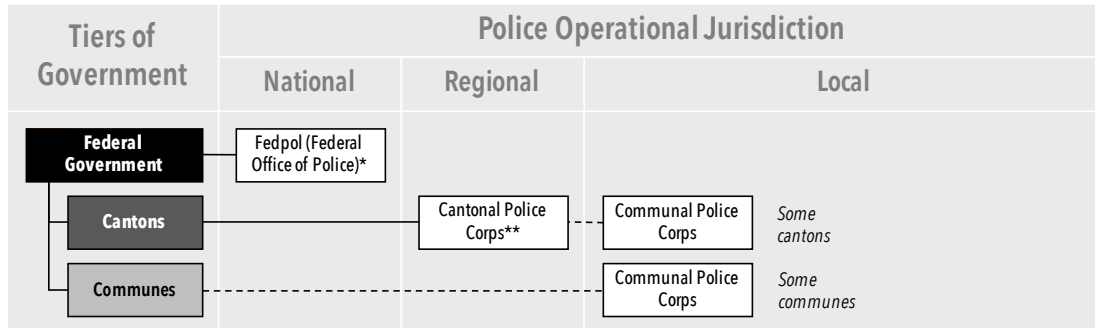 Tiers of
Government
Police Operational Jurisdiction
National
Regional
Local
Federal
Government
Fedpol (Federal
Office of Police)*
Cantons
Cantonal Police
Corps**
Communal Police
Corps
Some
cantons
Communes
Communal Police
Corps
Some
communes